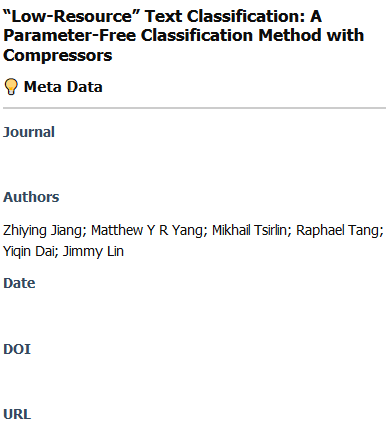 “Low-Resource” Text Classification: A
Parameter-Free Classification Method with
Compressors
Meta Data
Journal
Authors
Zhiying Jiang; Matthew Y R Yang; Mikhail Tsirlin; Raphael Tang;
Yiqin Dai; Jimmy Lin
Date
DOI
URL